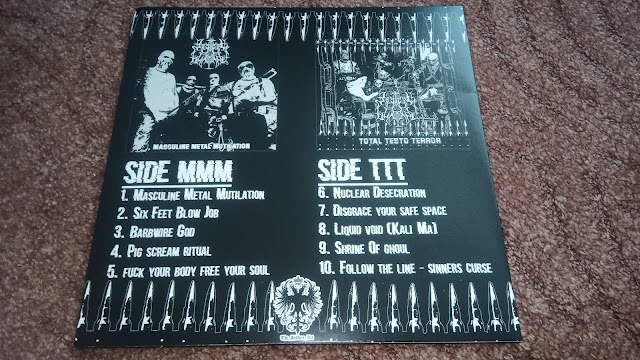 MASCULINE METAL MUTILATION
TOTAL TESTO TERROR
SIDE MMM
1. MASCULINE METAL MUTILATION
2. SIX FEET BLOW JOB
3. BARBWIRE GOD
4. PIG SCREAM RITUAL
5. FUCK YOUR BODY FREE YOUR SOUL
SIDE TTT
6. NUCLEAR DESECRATION
7. DISGRACE YOUR SAFE SPACE
8. LIQUID VOID (KALI MA)
9. SHRINE OF GHOUL
10. FOLLOW THE LINE - SINNERS CURSE